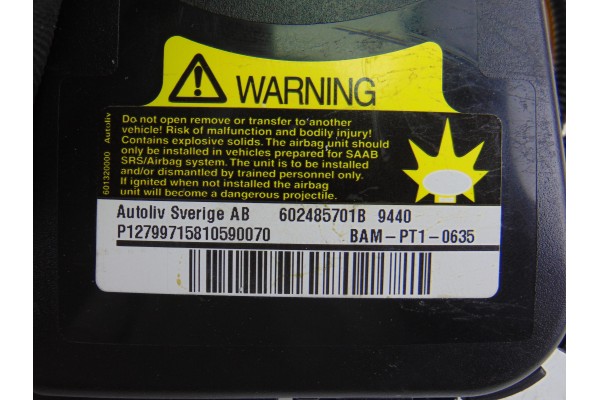 WARNING
Do not open remove or transfer to another
vehicle! Risk of malfunction and bodily injury!
Contains explosive solids. The airbag unit should
only be installed in vehicles prepared for SAAB
SRS/Airbag system. The unit is to be installed
and/or dismantled by trained personnel only.
If ignited when not installed the airbag
unit will become a dangerous projectile.
601320000 Autoliv
Autoliv Sverige AB 602485701B 9440
P12799715810590070 BAM-PT1-0635